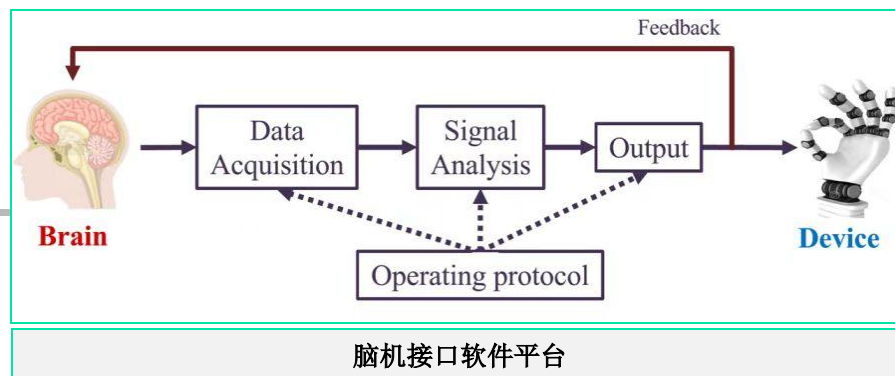 Feedback
Data
Acquisition
Signal
Analysis
Output
Brain
Device
Operating protocol
脑机接口软件平台